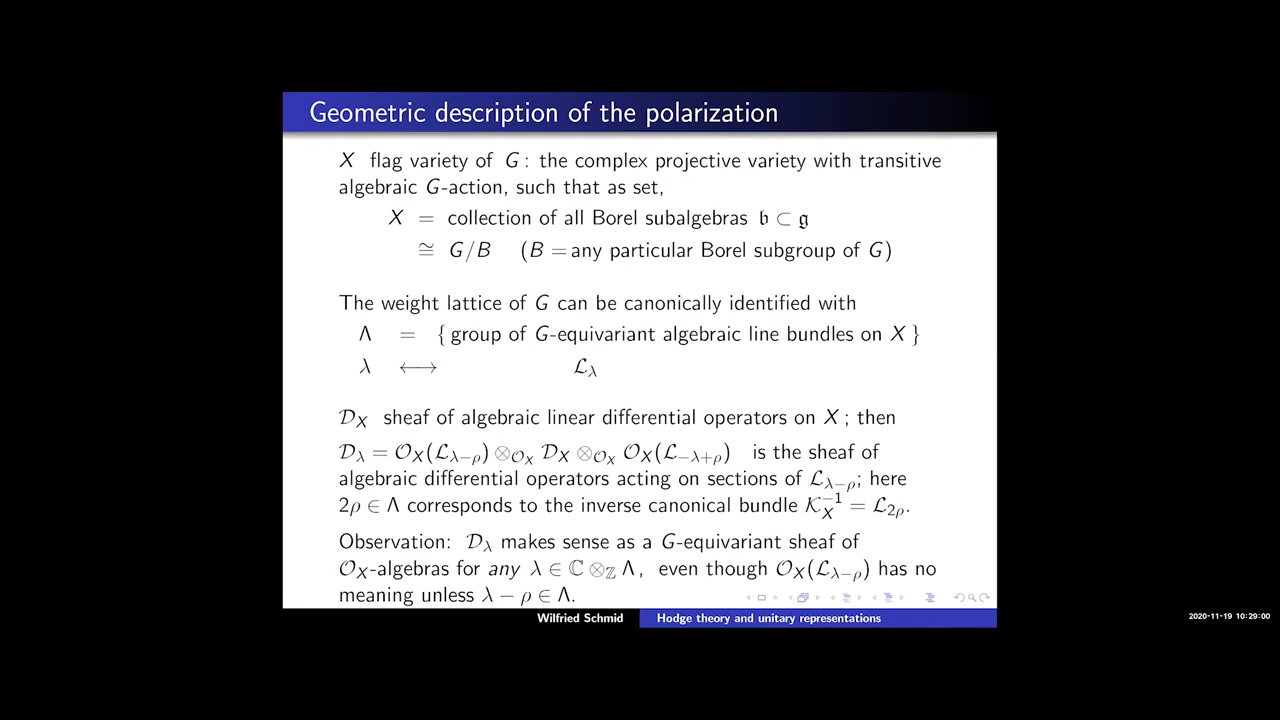 Geometric description of the polarization
X flag variety of G : the complex projective variety with transitive
algebraic G-action, such that as set,
X = collection of all Borel subalgebras 𝔟 ⊂ 𝔤
≅ G/B (B = any particular Borel subgroup of G)
The weight lattice of G can be canonically identified with
Λ = { group of G-equivariant algebraic line bundles on X }
λ ⟷ ℒ_λ
𝒟_X sheaf of algebraic linear differential operators on X ; then
𝒟_λ = 𝒪_X(ℒ_{λ−ρ}) ⊗_{𝒪_X} 𝒟_X ⊗_{𝒪_X} 𝒪_X(ℒ_{−λ+ρ}) is the sheaf of
algebraic differential operators acting on sections of ℒ_{λ−ρ}; here
2ρ ∈ Λ corresponds to the inverse canonical bundle 𝒦_X^{−1} = ℒ_{2ρ}.
Observation: 𝒟_λ makes sense as a G-equivariant sheaf of
𝒪_X-algebras for any λ ∈ ℂ ⊗_ℤ Λ , even though 𝒪_X(ℒ_{λ−ρ}) has no
meaning unless λ − ρ ∈ Λ.
Wilfried Schmid Hodge theory and unitary representations
2020-11-19 10:29:00